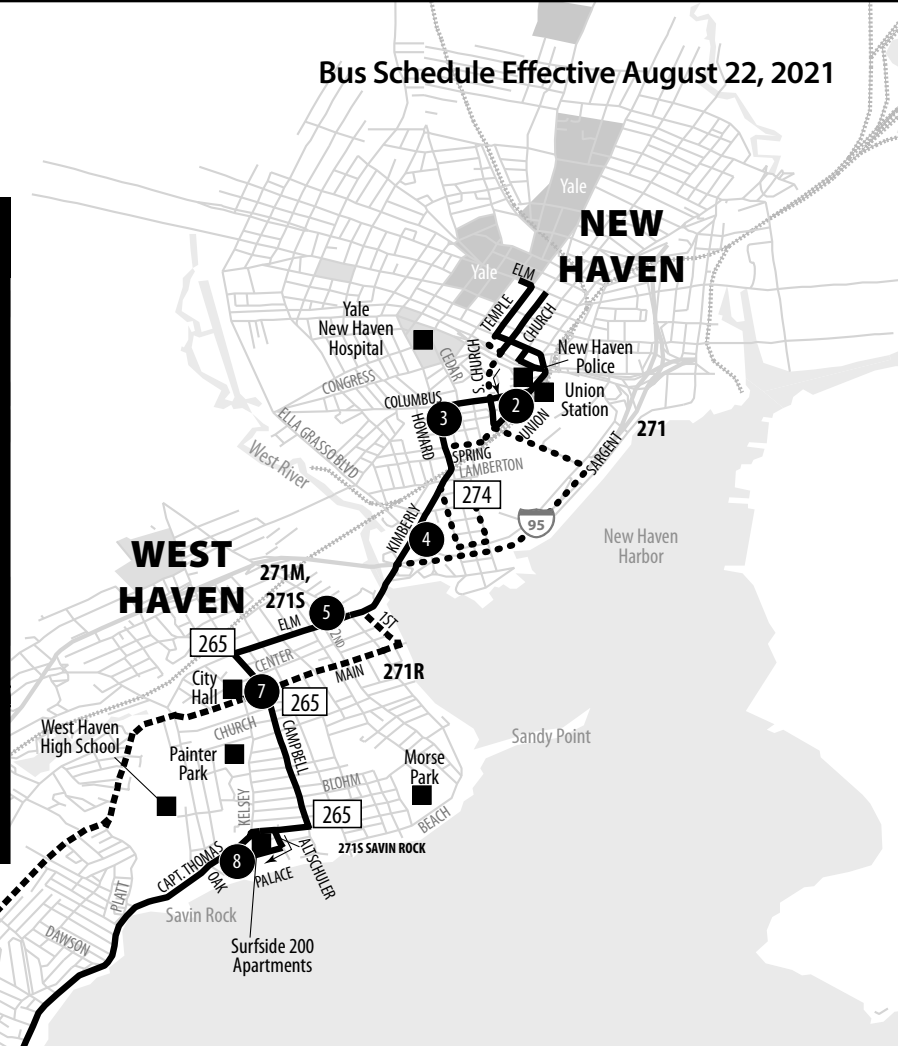 Bus Schedule Effective August 22, 2021
Yale
NEW
HAVEN
Yale
ELM
TEMPLE
CHURCH
Yale
New Haven
Hospital
CEDAR
S. CHURCH
New Haven
Police
Union
Station
CONGRESS
COLUMBUS
2
3
UNION
HOWARD
ELLA GRASSO BLVD
West River
SPRING
LAMBERTON
SARGENT
271
274
95
New Haven
Harbor
KIMBERLY
4
WEST
HAVEN
271M,
271S
5
ELM
2ND
1ST
265
CENTER
MAIN
271R
City
Hall
7
265
CHURCH
CAMPBELL
West Haven
High School
Painter
Park
Sandy Point
Morse
Park
BLOHM
KELSEY
BEACH
265
271S SAVIN ROCK
ALTSCHULER
CAPT. THOMAS
8
OAK
PALACE
PLATT
Savin Rock
DAWSON
Surfside 200
Apartments